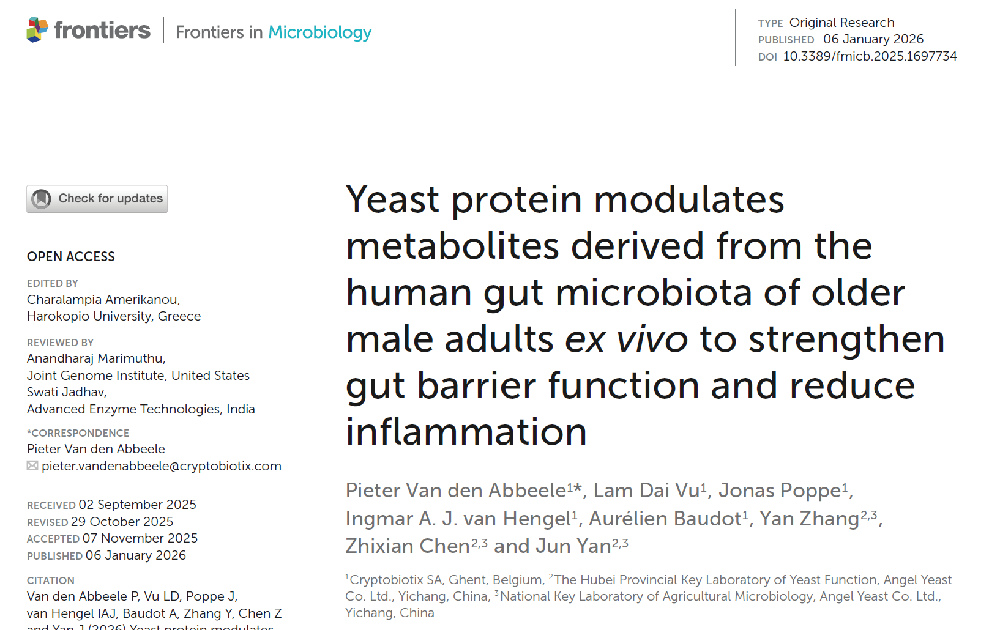 frontiers | Frontiers in Microbiology
TYPE Original Research
PUBLISHED 06 January 2026
DOI 10.3389/fmicb.2025.1697734
Check for updates
OPEN ACCESS
EDITED BY
Charalampia Amerikanou,
Harokopio University, Greece
REVIEWED BY
Anandharaj Marimuthu,
Joint Genome Institute, United States
Swati Jadhav,
Advanced Enzyme Technologies, India
*CORRESPONDENCE
Pieter Van den Abbeele
pieter.vandenabbeele@cryptobiotix.com
RECEIVED 02 September 2025
REVISED 29 October 2025
ACCEPTED 07 November 2025
PUBLISHED 06 January 2026
CITATION
Van den Abbeele P, Vu LD, Poppe J,
van Hengel IAJ, Baudot A, Zhang Y, Chen Z
and Yan J (2026) Yeast protein modulates
Yeast protein modulates
metabolites derived from the
human gut microbiota of older
male adults ex vivo to strengthen
gut barrier function and reduce
inflammation
Pieter Van den Abbeele¹*, Lam Dai Vu¹, Jonas Poppe¹,
Ingmar A. J. van Hengel¹, Aurélien Baudot¹, Yan Zhang²,³,
Zhixian Chen²,³ and Jun Yan²,³
¹Cryptobiotix SA, Ghent, Belgium, ²The Hubei Provincial Key Laboratory of Yeast Function, Angel Yeast
Co. Ltd., Yichang, China, ³National Key Laboratory of Agricultural Microbiology, Angel Yeast Co. Ltd.,
Yichang, China